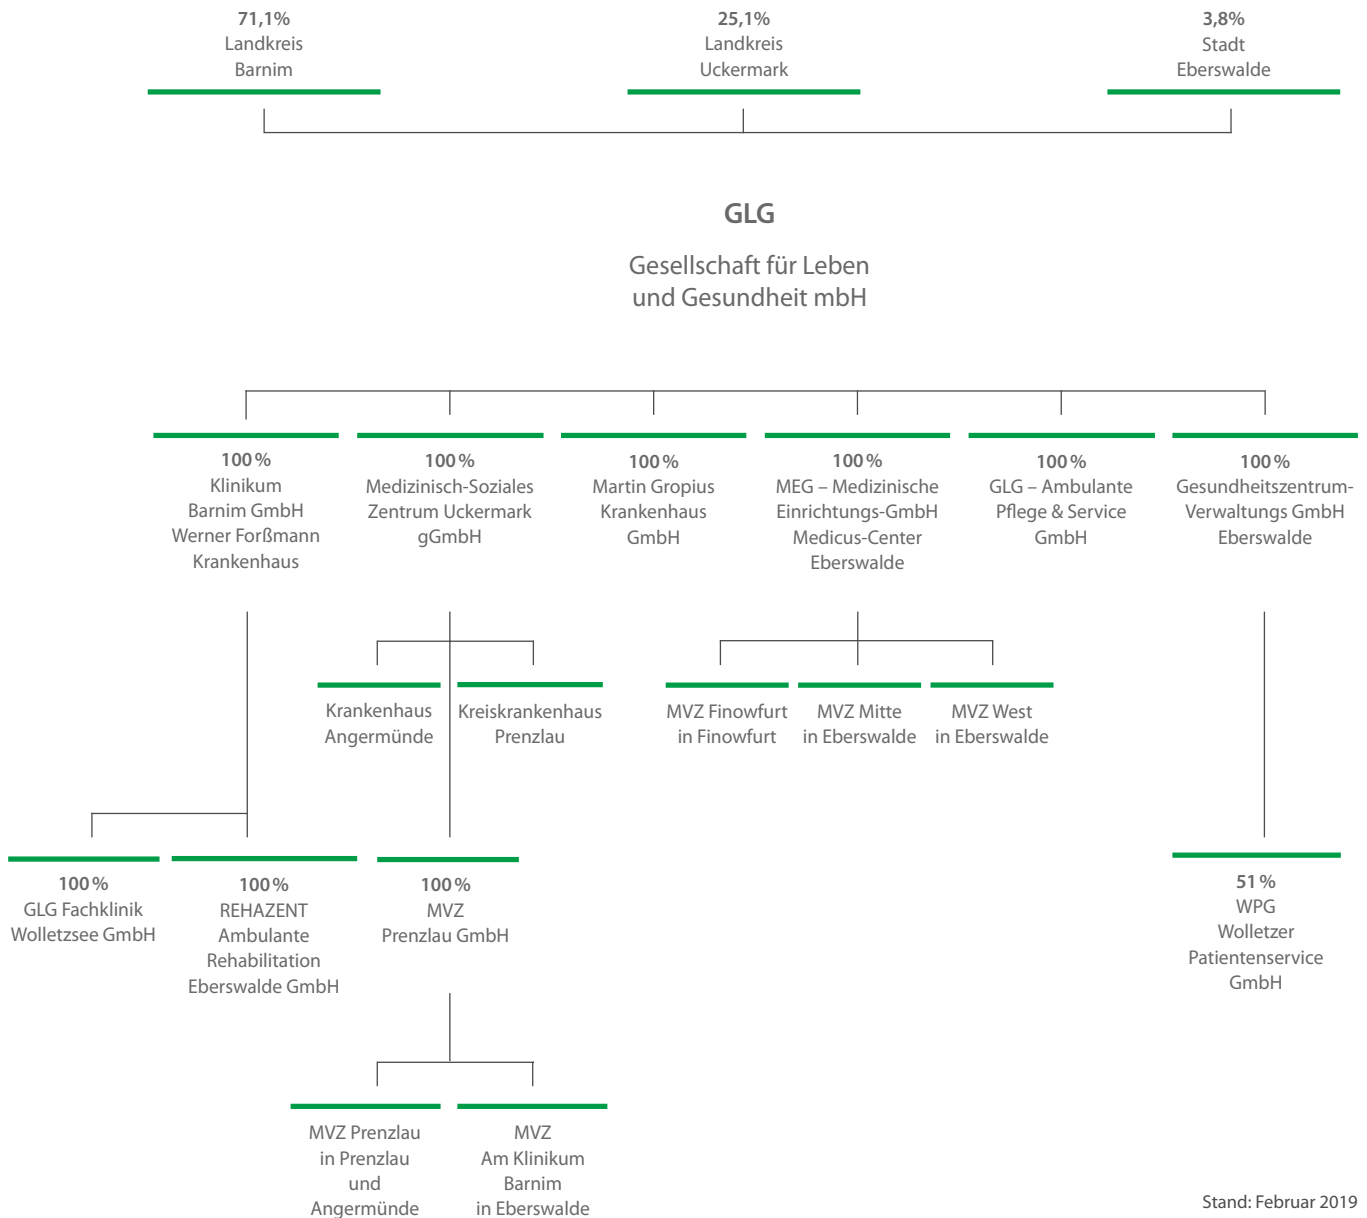 71,1%
Landkreis
Barnim
25,1%
Landkreis
Uckermark
3,8%
Stadt
Eberswalde
GLG
Gesellschaft für Leben
und Gesundheit mbH
100 %
Klinikum
Barnim GmbH
Werner Forßmann
Krankenhaus
100 %
Medizinisch-Soziales
Zentrum Uckermark
gGmbH
100 %
Martin Gropius
Krankenhaus
GmbH
100 %
MEG – Medizinische
Einrichtungs-GmbH
Medicus-Center
Eberswalde
100 %
GLG – Ambulante
Pflege & Service
GmbH
100 %
Gesundheitszentrum-
Verwaltungs GmbH
Eberswalde
Krankenhaus
Angermünde
Kreiskrankenhaus
Prenzlau
MVZ Finowfurt
in Finowfurt
MVZ Mitte
in Eberswalde
MVZ West
in Eberswalde
100 %
GLG Fachklinik
Wolletzsee GmbH
100 %
REHAZENT
Ambulante
Rehabilitation
Eberswalde GmbH
100 %
MVZ
Prenzlau GmbH
51 %
WPG
Wolletzer
Patientenservice
GmbH
MVZ Prenzlau
in Prenzlau
und
Angermünde
MVZ
Am Klinikum
Barnim
in Eberswalde
Stand: Februar 2019